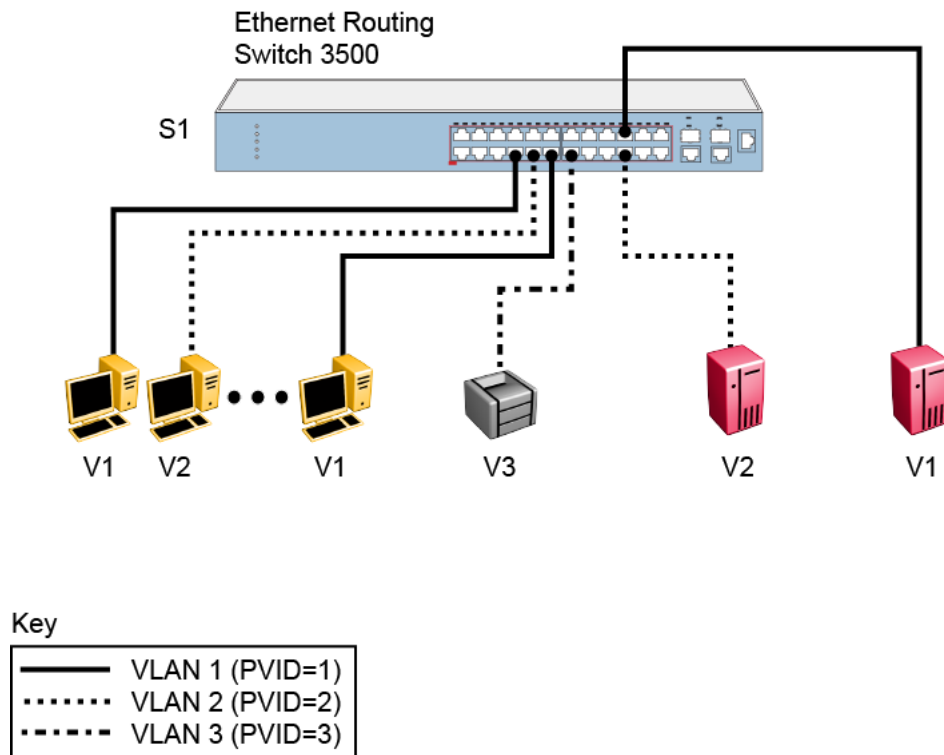 Ethernet Routing
Switch 3500
S1
V1
V2
V1
V3
V2
V1
Key
VLAN 1 (PVID=1)
VLAN 2 (PVID=2)
VLAN 3 (PVID=3)